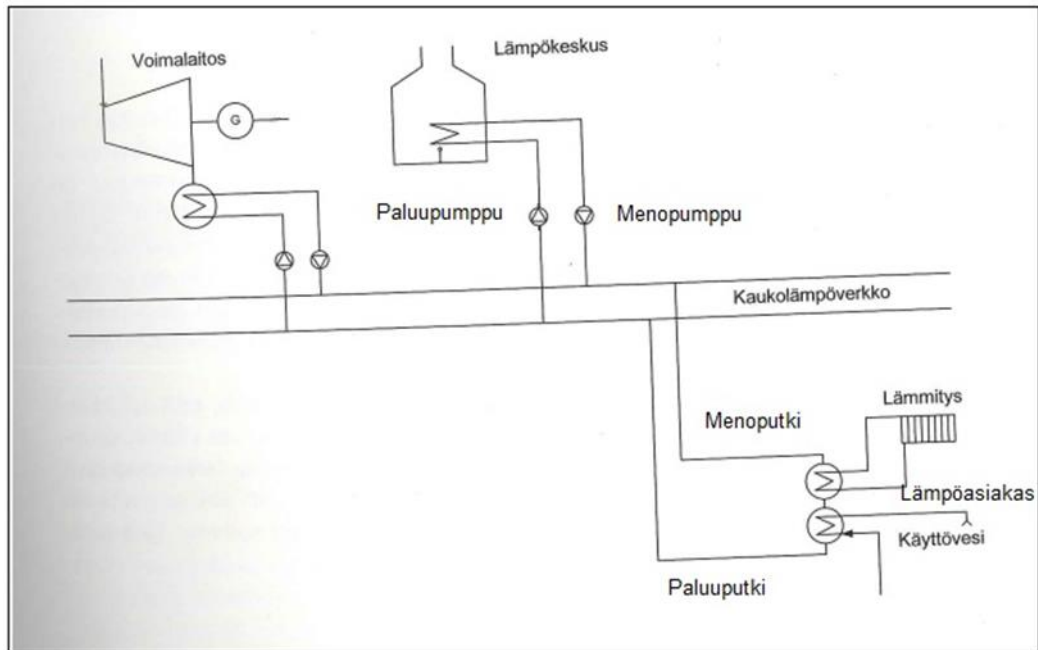 Voimalaitos
Lämpökeskus
G
Paluupumppu
Menopumppu
Kaukolämpöverkko
Lämmitys
Menoputki
Lämpöasiakas
Käyttövesi
Paluuputki